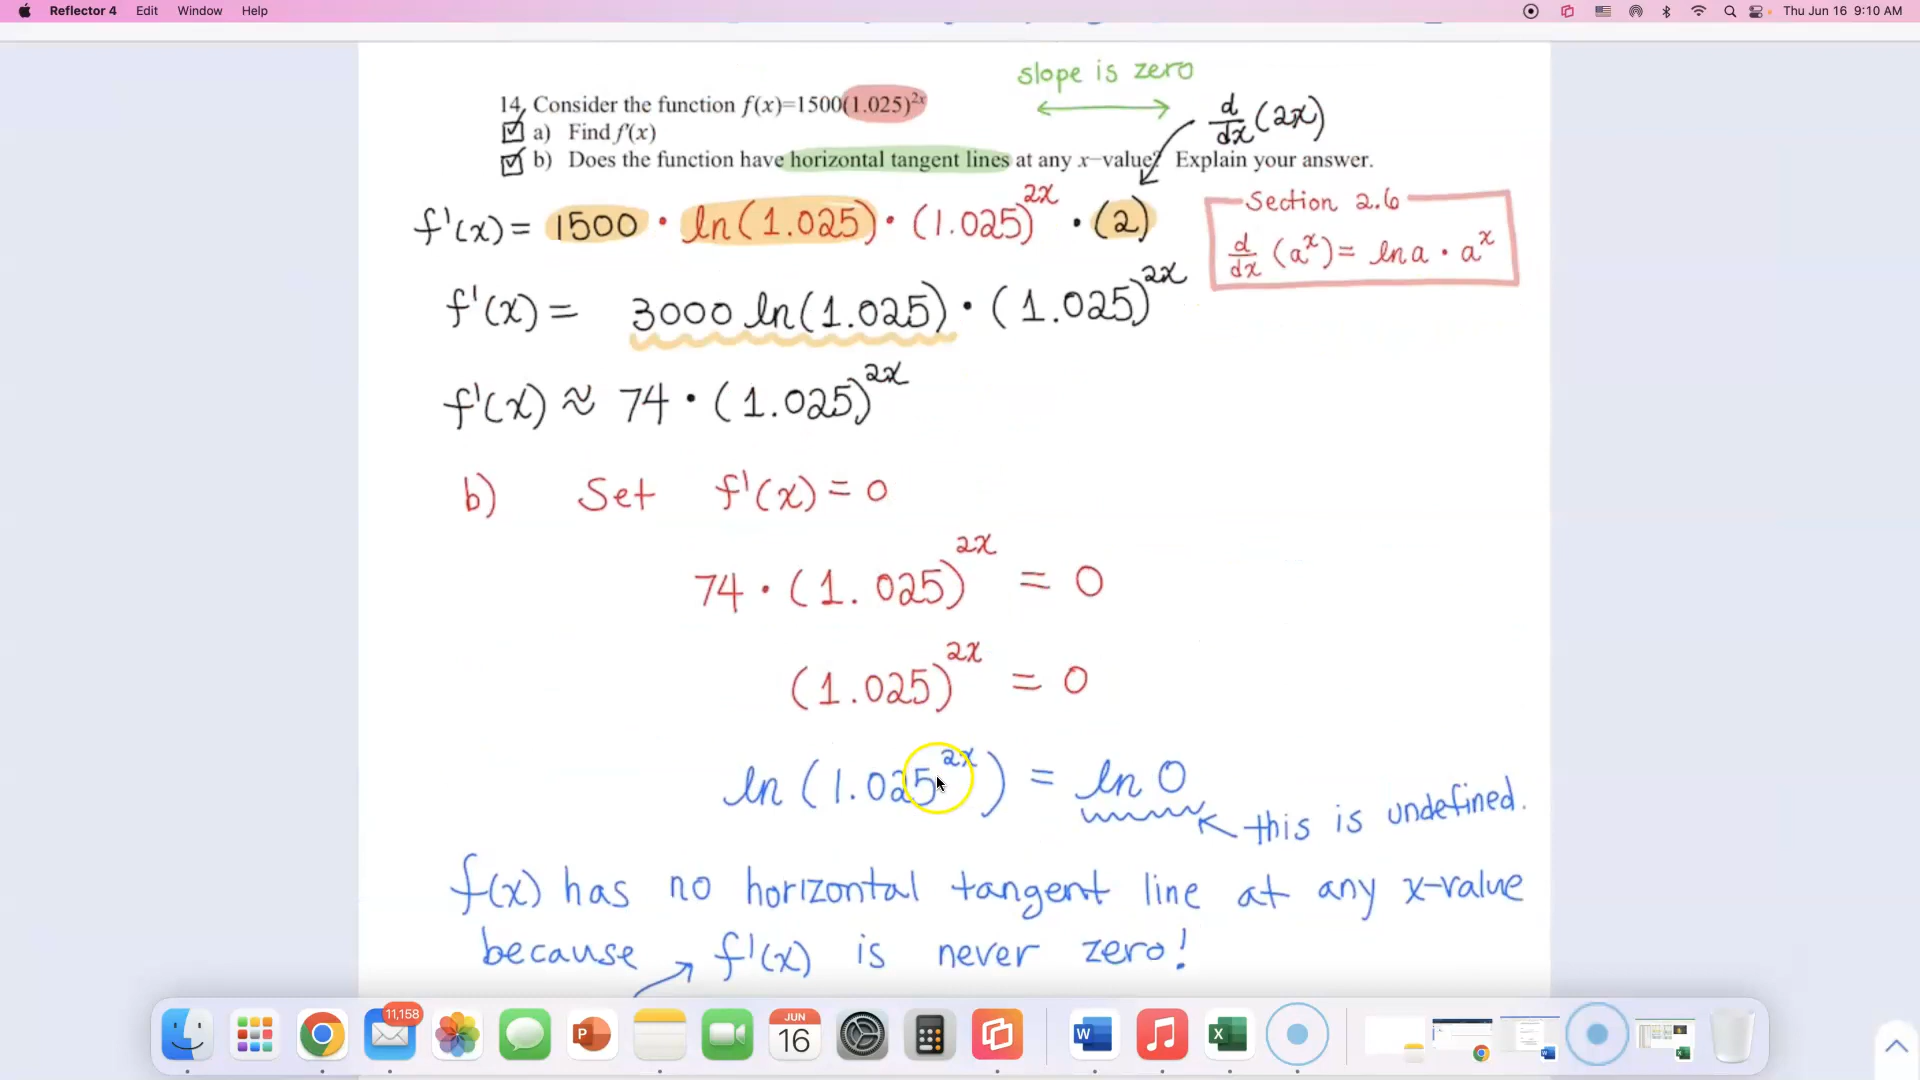 Reflector 4 Edit Window Help Thu Jun 16 9:10 AM
slope is zero
14. Consider the function f(x)=1500(1.025)^2x
d/dx (2x)
a) Find f'(x)
b) Does the function have horizontal tangent lines at any x-value? Explain your answer.
f'(x) = 1500 · ln(1.025) · (1.025)^2x · (2)
Section 2.6
d/dx (a^x) = ln a · a^x
f'(x) = 3000 ln(1.025) · (1.025)^2x
f'(x) ≈ 74 · (1.025)^2x
b) Set f'(x) = 0
74 · (1.025)^2x = 0
(1.025)^2x = 0
ln(1.025^2x) = ln 0
this is undefined.
f(x) has no horizontal tangent line at any x-value
because f'(x) is never zero!
11,158
JUN
16
P
W
X